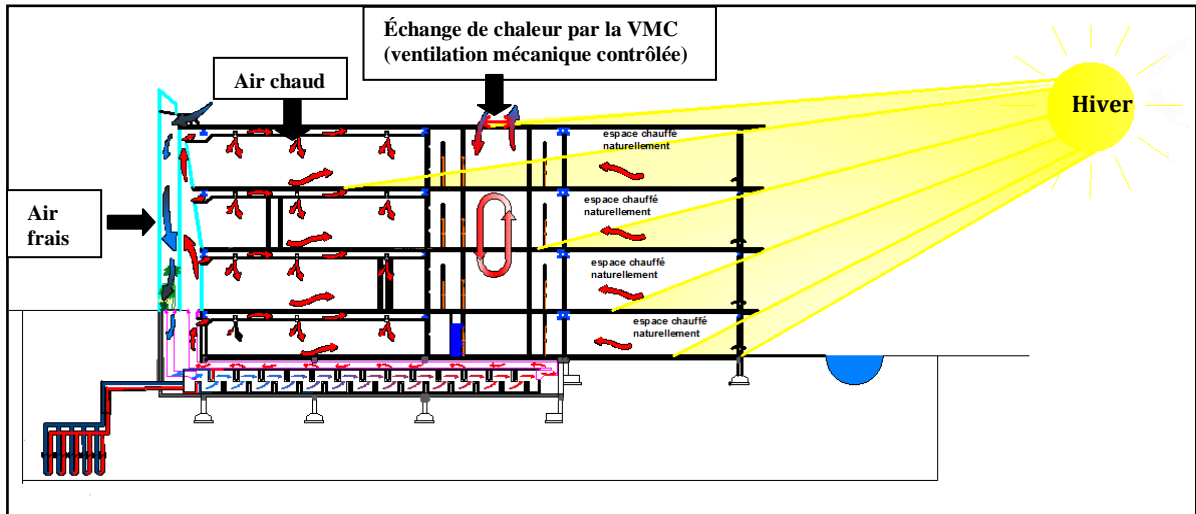 Échange de chaleur par la VMC
(ventilation mécanique contrôlée)
Air chaud
Hiver
espace chauffé
naturellement
espace chauffé
naturellement
Air
frais
espace chauffé
naturellement
espace chauffé
naturellement